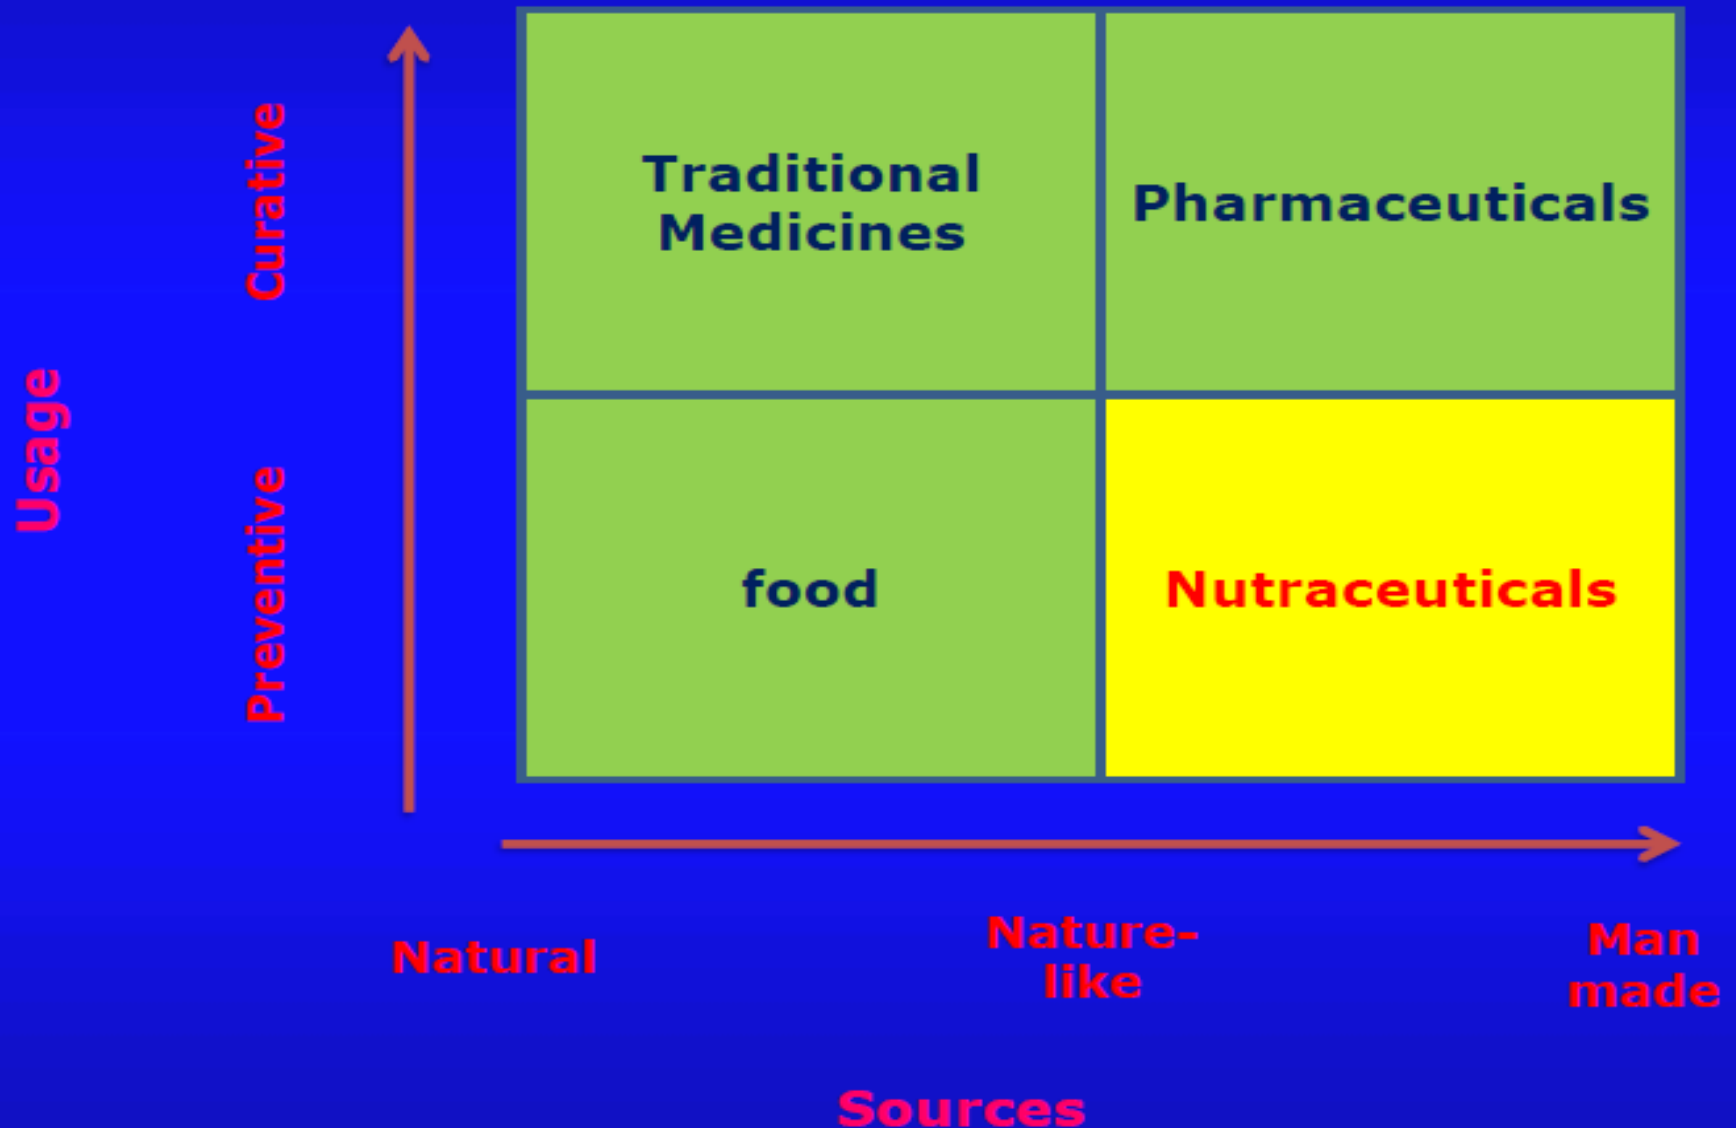 Usage
Curative
Preventive
Traditional
Medicines
Pharmaceuticals
food
Nutraceuticals
Natural
Nature-
like
Man
made
Sources